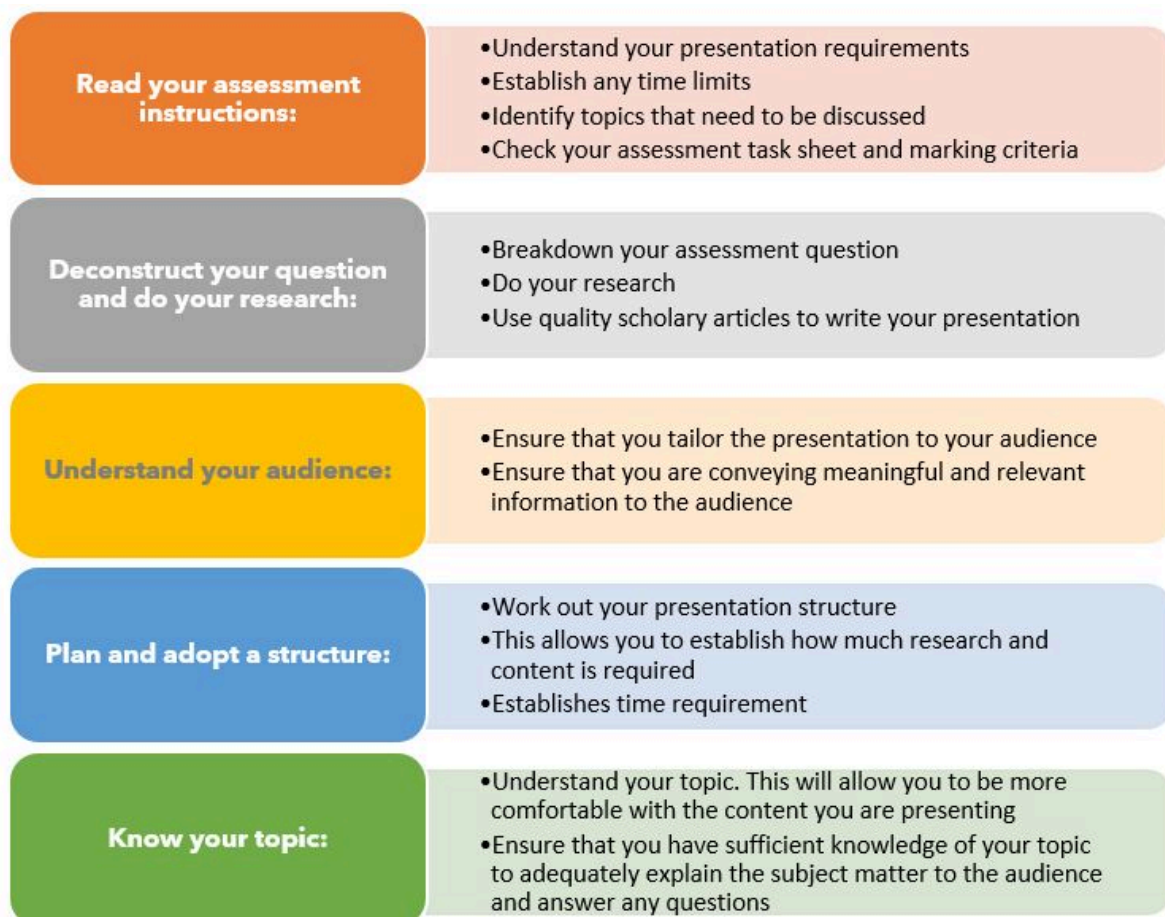 Read your assessment
instructions:
•Understand your presentation requirements
•Establish any time limits
•Identify topics that need to be discussed
•Check your assessment task sheet and marking criteria
Deconstruct your question
and do your research:
•Breakdown your assessment question
•Do your research
•Use quality scholary articles to write your presentation
Understand your audience:
•Ensure that you tailor the presentation to your audience
•Ensure that you are conveying meaningful and relevant
information to the audience
Plan and adopt a structure:
•Work out your presentation structure
•This allows you to establish how much research and
content is required
•Establishes time requirement
Know your topic:
•Understand your topic. This will allow you to be more
comfortable with the content you are presenting
•Ensure that you have sufficient knowledge of your topic
to adequately explain the subject matter to the audience
and answer any questions